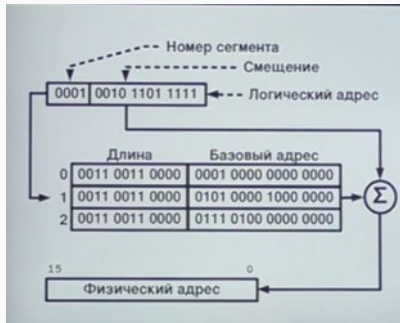 Номер сегмента
Смещение
0001 0010 1101 1111 Логический адрес
Длина Базовый адрес
0 0011 0011 0000 0001 0000 0000 0000
1 0011 0011 0000 0101 0000 1000 0000
2 0011 0011 0000 0111 0100 0000 0000
Σ
15 0
Физический адрес